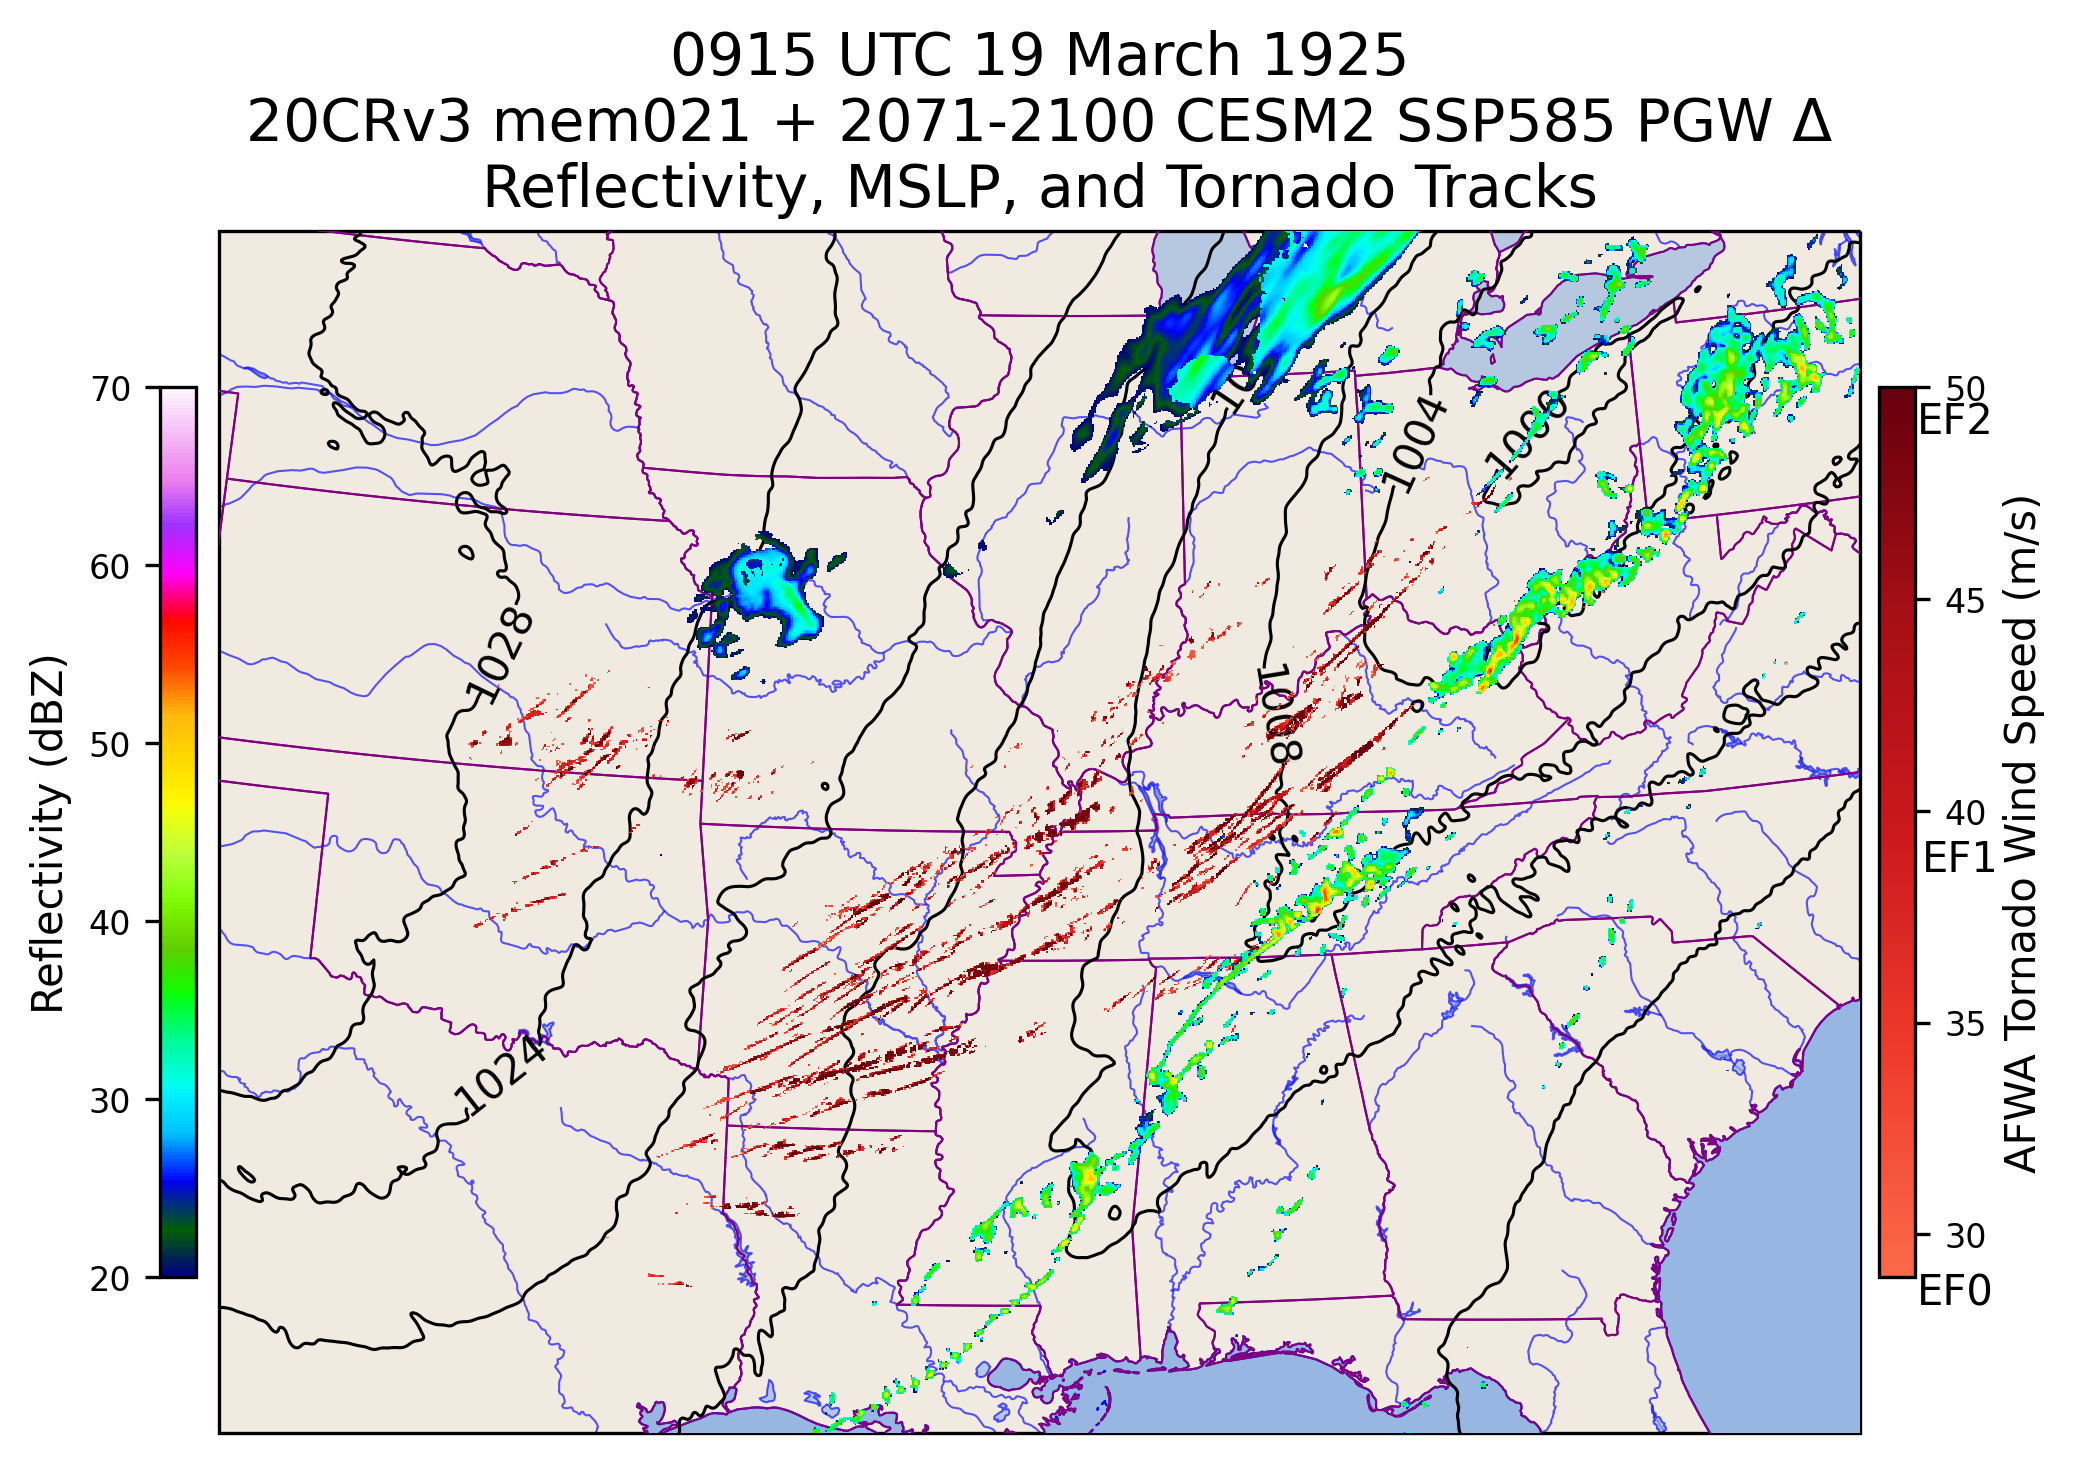 0915 UTC 19 March 1925
20CRv3 mem021 + 2071-2100 CESM2 SSP585 PGW Δ
Reflectivity, MSLP, and Tornado Tracks
Reflectivity (dBZ)
70
60
50
40
30
20
1004
1000
1028
1008
1024
50
EF2
45
40
EF1
35
30
EF0
AFWA Tornado Wind Speed (m/s)